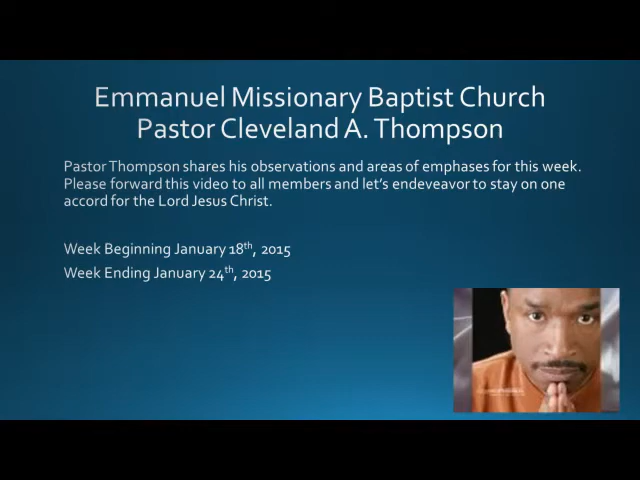 Emmanuel Missionary Baptist Church
Pastor Cleveland A. Thompson
Pastor Thompson shares his observations and areas of emphases for this week.
Please forward this video to all members and let's endeveavor to stay on one
accord for the Lord Jesus Christ.
Week Beginning January 18th, 2015
Week Ending January 24th, 2015